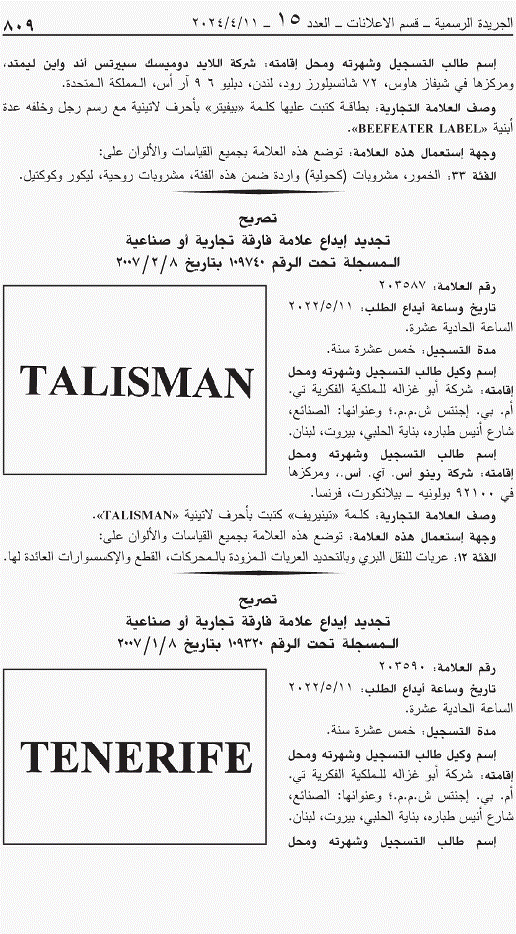 الجريدة الرسمية ـ قسم الاعلانات ـ العدد ١٥ ـ ٢٠٢٤/٤/١١
٨٠٩
إسم طالب التسجيل وشهرته ومحل إقامته: شركة اللايد دوميسك سبيرتس أند واين ليمتد،
ومركزها في شيفاز هاوس، ٧٢ شانسيلورز رود، لندن، دبليو ٦ ٩ آر أس، المملكة المتحدة.
وصف العلامة التجارية: بطاقة كتبت عليها كلمة «بيفيتر» بأحرف لاتينية مع رسم رجل وخلفه عدة
أبنية «BEEFEATER LABEL».
وجهة إستعمال هذه العلامة: توضع هذه العلامة بجميع القياسات والألوان على:
الفئة ٣٣: الخمور، مشروبات (كحولية) واردة ضمن هذه الفئة، مشروبات روحية، ليكور وكوكتيل.
تصريح
تجديد إيداع علامة فارقة تجارية أو صناعية
المسجلة تحت الرقم ١٠٩٧٤٠ بتاريخ ٢٠٠٧/٢/٨
رقم العلامة: ٢٠٣٥٨٧
تاريخ وساعة أيداع الطلب: ٢٠٢٢/٥/١١
الساعة الحادية عشرة.
مدة التسجيل: خمس عشرة سنة.
إسم وكيل طالب التسجيل وشهرته ومحل
إقامته: شركة أبو غزاله للملكية الفكرية تي.
أم. بي. إجنتس ش.م.م.؛ وعنوانها: الصنائع،
شارع أنيس طباره، بناية الحلبي، بيروت، لبنان.
إسم طالب التسجيل وشهرته ومحل
إقامته: شركة رينو أس. آي. أس.، ومركزها
في ٩٢١٠٠ بولونيه ـ بيلانكورت، فرنسا.
TALISMAN
وصف العلامة التجارية: كلمة «تينيريف» كتبت بأحرف لاتينية «TALISMAN».
وجهة إستعمال هذه العلامة: توضع هذه العلامة بجميع القياسات والألوان على:
الفئة ١٢: عربات للنقل البري وبالتحديد العربات المزودة بالمحركات، القطع والإكسسوارات العائدة لها.
تصريح
تجديد إيداع علامة فارقة تجارية أو صناعية
المسجلة تحت الرقم ١٠٩٣٢٠ بتاريخ ٢٠٠٧/١/٨
رقم العلامة: ٢٠٣٥٩٠
تاريخ وساعة أيداع الطلب: ٢٠٢٢/٥/١١
الساعة الحادية عشرة.
مدة التسجيل: خمس عشرة سنة.
إسم وكيل طالب التسجيل وشهرته ومحل
إقامته: شركة أبو غزاله للملكية الفكرية تي.
أم. بي. إجنتس ش.م.م.؛ وعنوانها: الصنائع،
شارع أنيس طباره، بناية الحلبي، بيروت، لبنان.
إسم طالب التسجيل وشهرته ومحل
TENERIFE